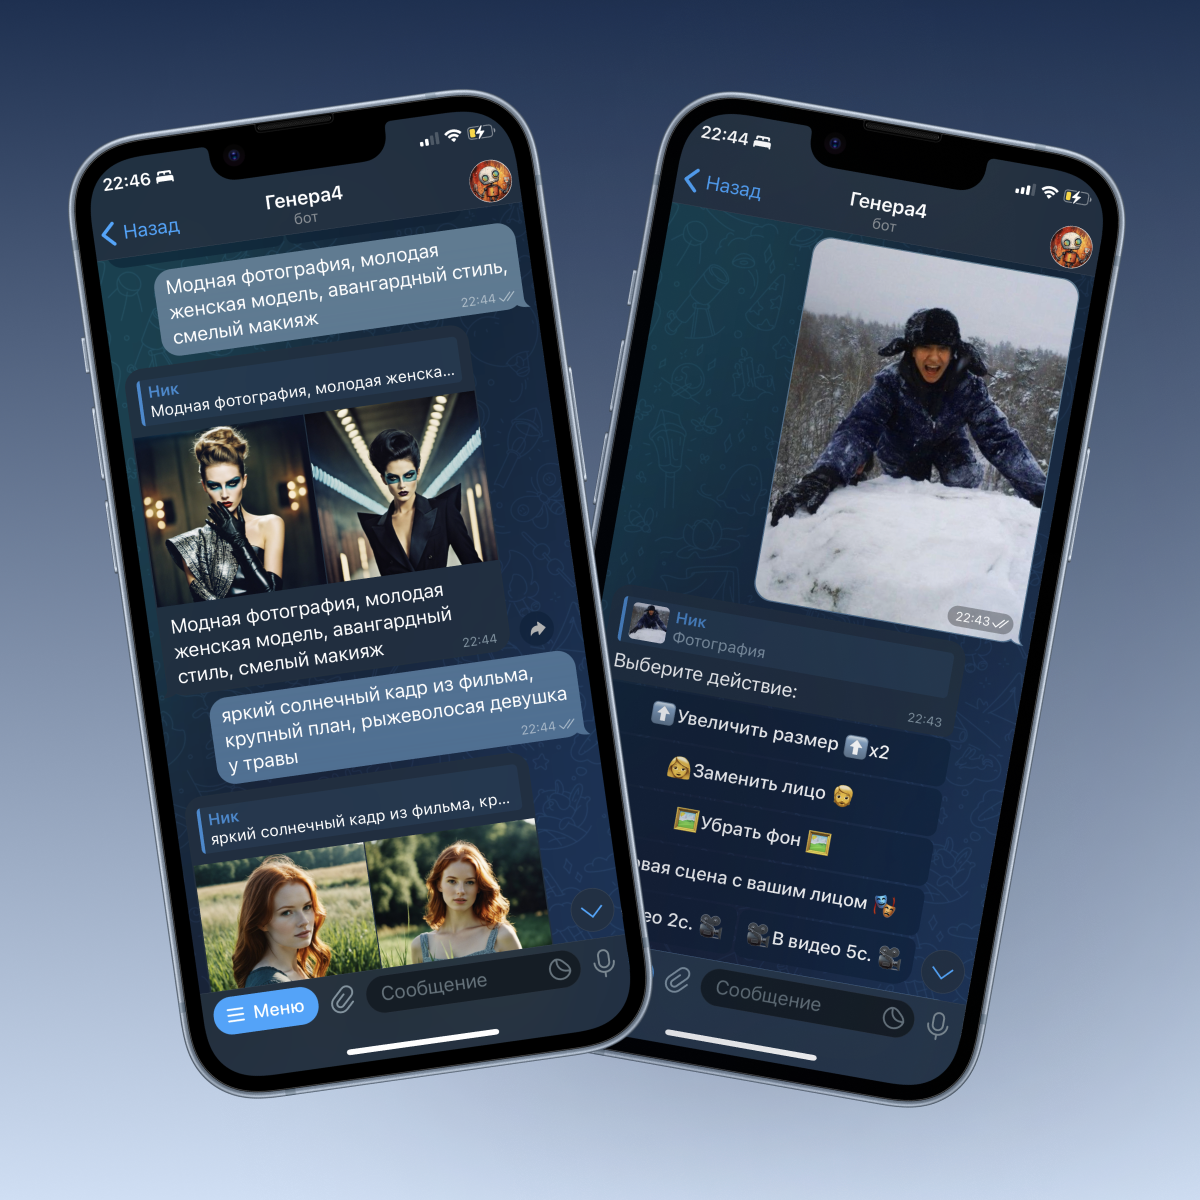 22:46
Назад
Генера4
бот
Модная фотография, молодая
женская модель, авангардный стиль,
смелый макияж
22:44
Ник
Модная фотография, молодая женска...
Модная фотография, молодая
женская модель, авангардный
стиль, смелый макияж
22:44
яркий солнечный кадр из фильма,
крупный план, рыжеволосая девушка
у травы
22:44
Ник
яркий солнечный кадр из фильма, кр...
Меню
Сообщение
22:44
Назад
Генера4
бот
22:43
Ник
Фотография
Выберите действие:
22:43
Увеличить размер x2
Заменить лицо
Убрать фон
овая сцена с вашим лицом
ео 2с.
В видео 5с.
Сообщение